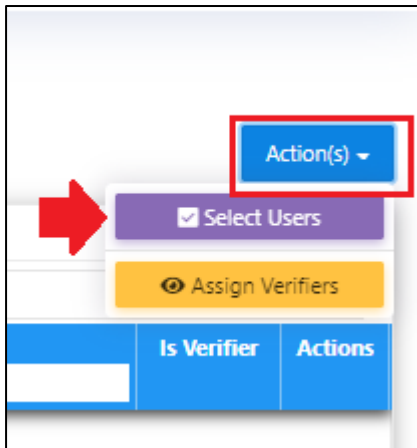 Action(s)
Select Users
Assign Verifiers
Is Verifier Actions